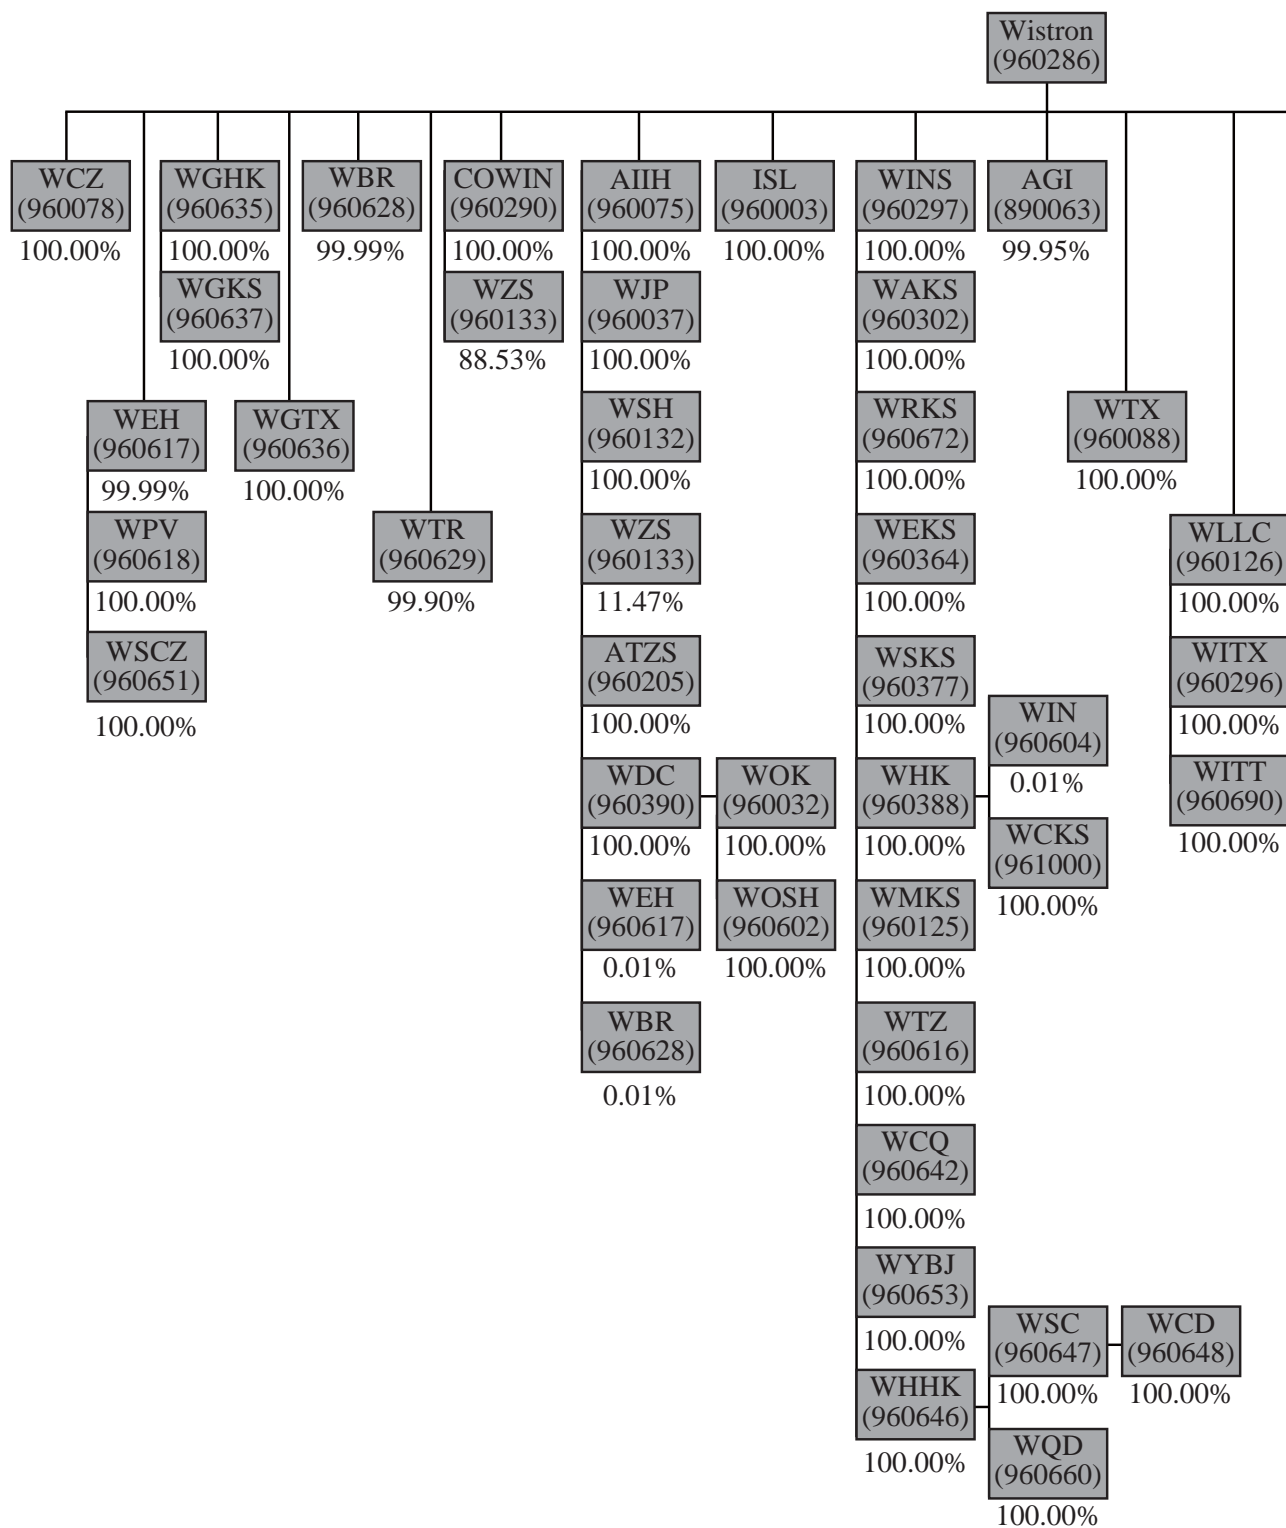 Wistron
(960286)
WCZ
(960078)
100.00%
WGHK
(960635)
100.00%
WGKS
(960637)
100.00%
WBR
(960628)
99.99%
COWIN
(960290)
100.00%
WZS
(960133)
88.53%
AIIH
(960075)
100.00%
WJP
(960037)
100.00%
WSH
(960132)
100.00%
WZS
(960133)
11.47%
ATZS
(960205)
100.00%
WDC
(960390)
100.00%
WOK
(960032)
100.00%
WOSH
(960602)
100.00%
WEH
(960617)
0.01%
WBR
(960628)
0.01%
ISL
(960003)
100.00%
WINS
(960297)
100.00%
WAKS
(960302)
100.00%
WRKS
(960672)
100.00%
WEKS
(960364)
100.00%
WSKS
(960377)
100.00%
WHK
(960388)
100.00%
WIN
(960604)
0.01%
WCKS
(961000)
100.00%
WMKS
(960125)
100.00%
WTZ
(960616)
100.00%
WCQ
(960642)
100.00%
WYBJ
(960653)
100.00%
WHHK
(960646)
100.00%
WSC
(960647)
100.00%
WCD
(960648)
100.00%
WQD
(960660)
100.00%
AGI
(890063)
99.95%
WEH
(960617)
99.99%
WPV
(960618)
100.00%
WSCZ
(960651)
100.00%
WGTX
(960636)
100.00%
WTR
(960629)
99.90%
WTX
(960088)
100.00%
WLLC
(960126)
100.00%
WITX
(960296)
100.00%
WITT
(960690)
100.00%